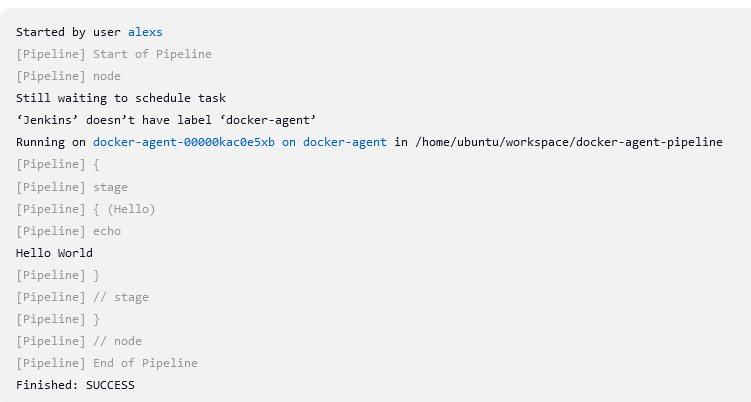 Started by user alexs
[Pipeline] Start of Pipeline
[Pipeline] node
Still waiting to schedule task
‘Jenkins’ doesn’t have label ‘docker-agent’
Running on docker-agent-00000kac0e5xb on docker-agent in /home/ubuntu/workspace/docker-agent-pipeline
[Pipeline] {
[Pipeline] stage
[Pipeline] { (Hello)
[Pipeline] echo
Hello World
[Pipeline] }
[Pipeline] // stage
[Pipeline] }
[Pipeline] // node
[Pipeline] End of Pipeline
Finished: SUCCESS